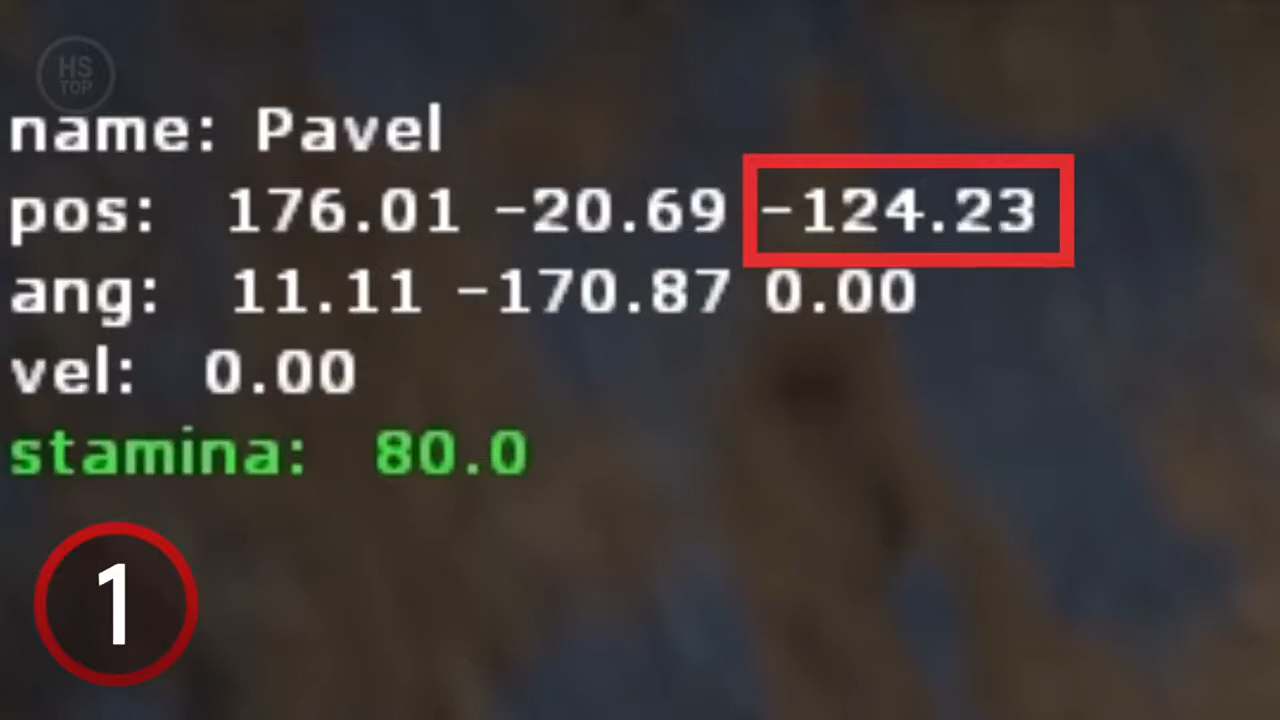 HS
TOP
name: Pavel
pos: 176.01 -20.69 -124.23
ang: 11.11 -170.87 0.00
vel: 0.00
stamina: 80.0
1